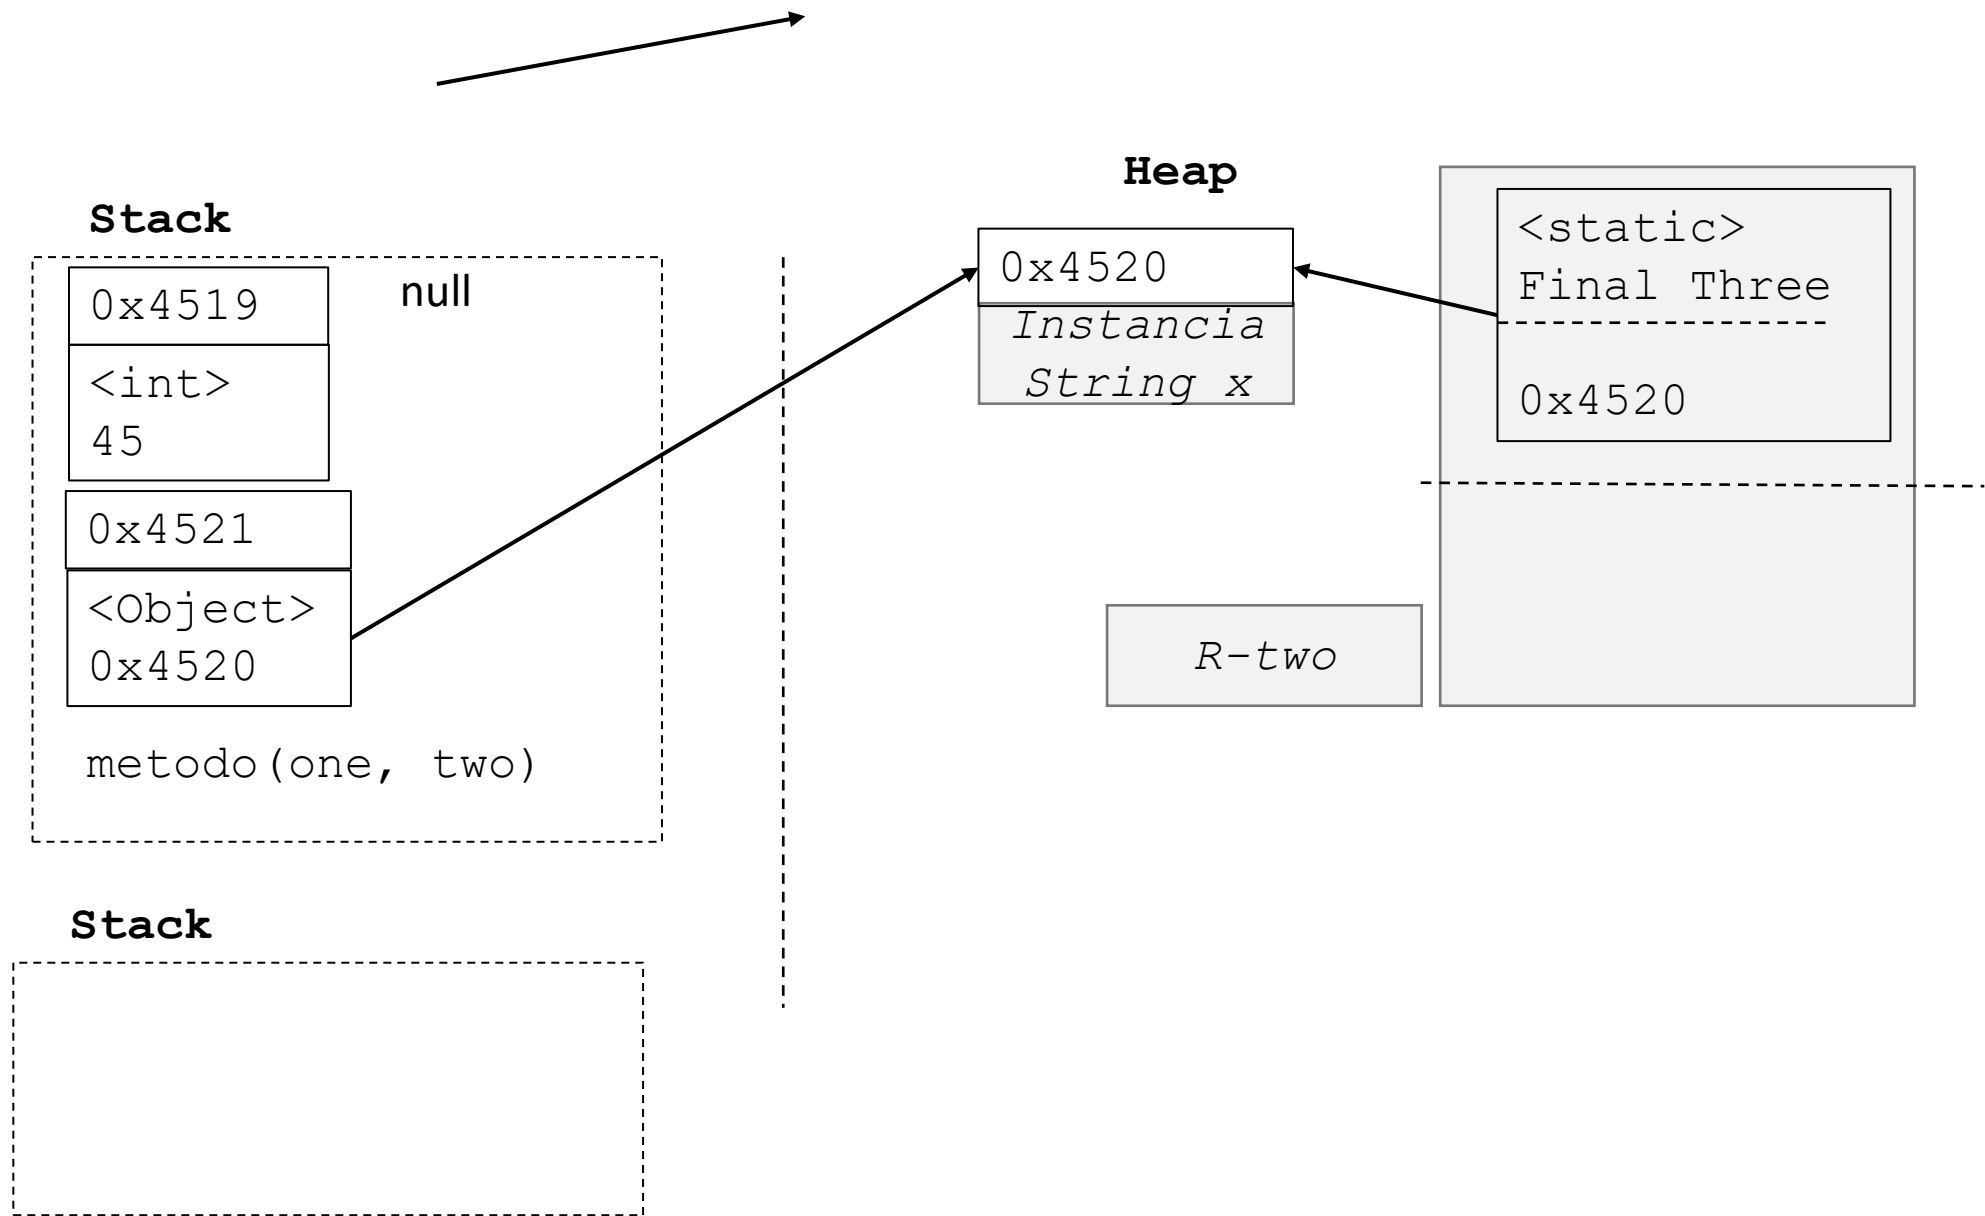 Stack
null
0x4519
<int>
45
0x4521
<Object>
0x4520
metodo(one, two)
Heap
0x4520
Instancia
String x
<static>
Final Three
0x4520
R-two
Stack